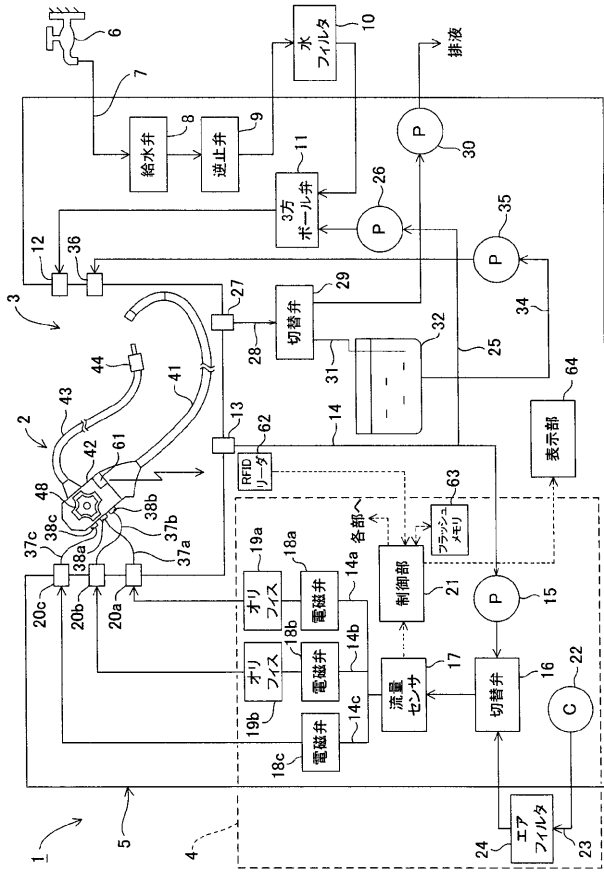 6
7
給水弁
8
逆止弁
9
水
フィルタ
10
11
3方
ボール弁
12
36
3
P
26
P
30
排液
P
35
34
27
28
切替弁
29
31
32
25
44
43
41
2
42
61
48
38c
37c
38a
38b
37b
37a
20c
20b
20a
13
14
62
RFID
リーダ
表示部
64
63
フラッシュ
メモリ
各部へ
制御部
21
19a
オリ
フィス
18a
電磁弁
14a
オリ
フィス
19b
18b
電磁弁
14b
18c
電磁弁
14c
流量
センサ
17
P
15
切替弁
16
C
22
エア
フィルタ
24
23
1
5
4